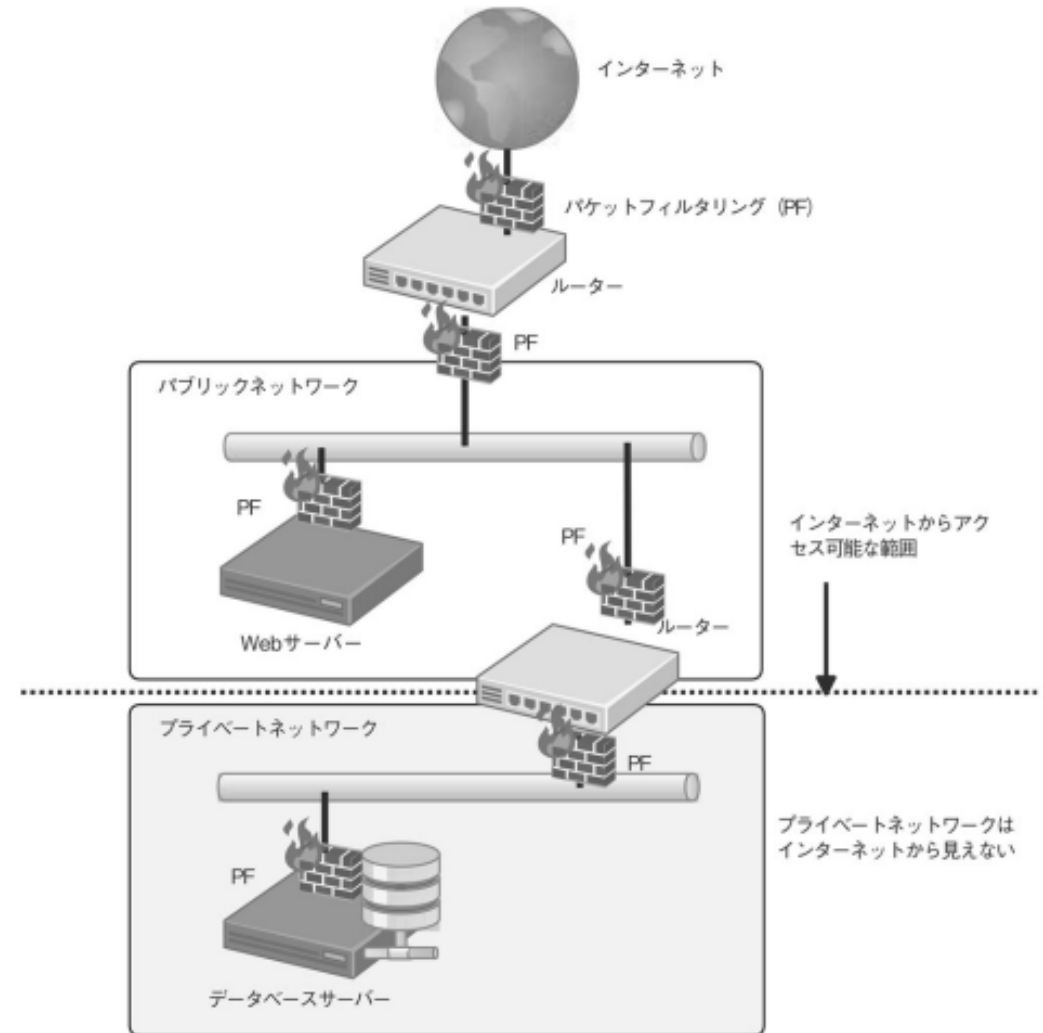 インターネット
パケットフィルタリング (PF)
ルーター
PF
パブリックネットワーク
PF
PF
インターネットからアク
セス可能な範囲
ルーター
Webサーバー
プライベートネットワーク
PF
プライベートネットワークは
インターネットから見えない
PF
データベースサーバー